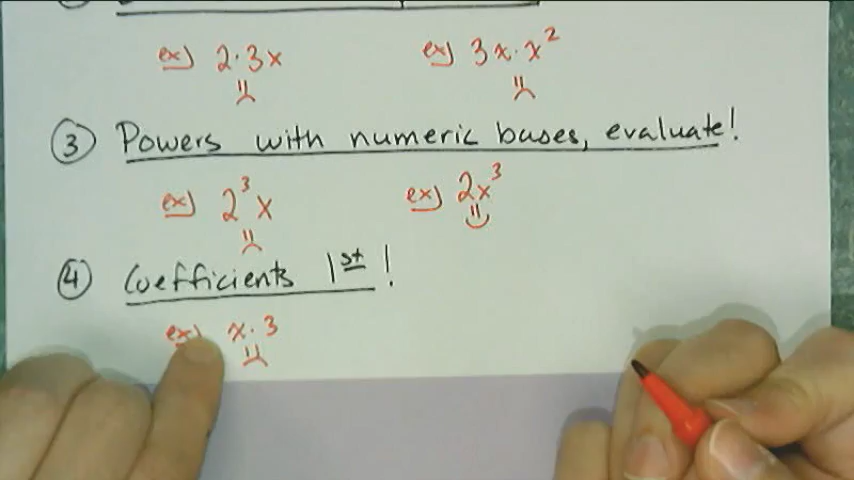 ex) 2·3x ex) 3x·x²
③ Powers with numeric bases, evaluate!
ex) 2³x ex) 2x³
④ Coefficients 1st!
ex) x·3